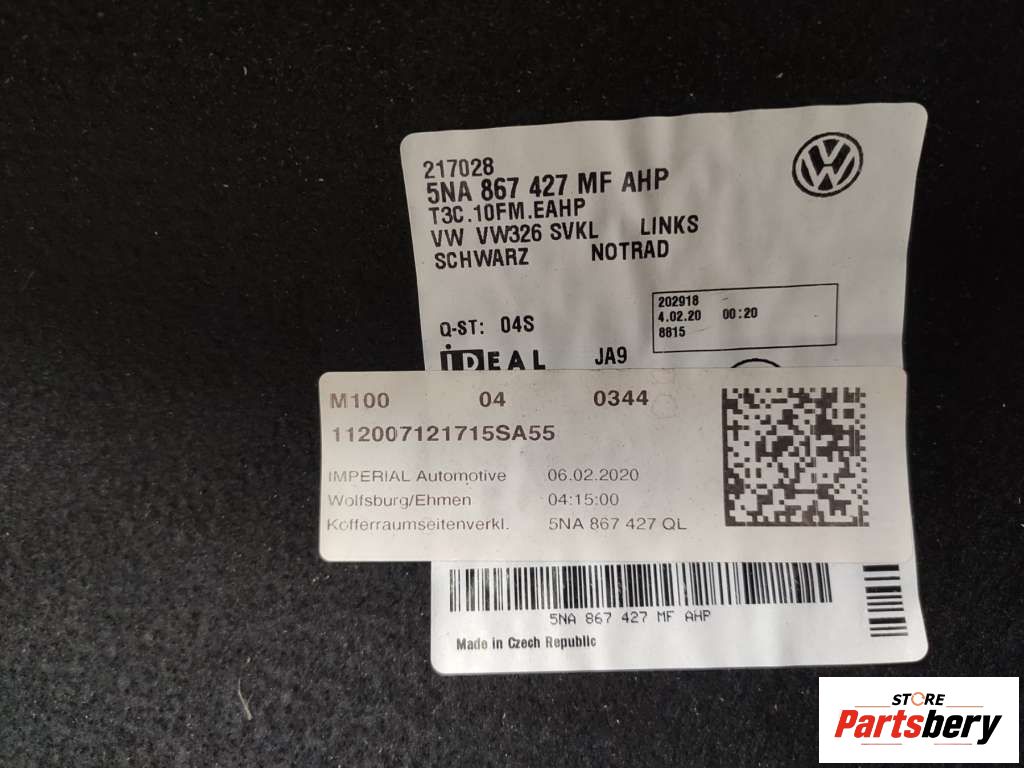 217028
5NA 867 427 MF AHP
T3C.10FM.EAHP
VW VW326 SVKL LINKS
SCHWARZ NOTRAD
202918
4.02.20 00:20
8815
Q-ST: 04S
iDEAL JA9
M100 04 0344
112007121715SA55
IMPERIAL Automotive 06.02.2020
Wolfsburg/Ehmen 04:15:00
Kofferraumseitenverkl. 5NA 867 427 QL
5NA 867 427 MF AHP
Made in Czech Republic
STORE
Partsbery